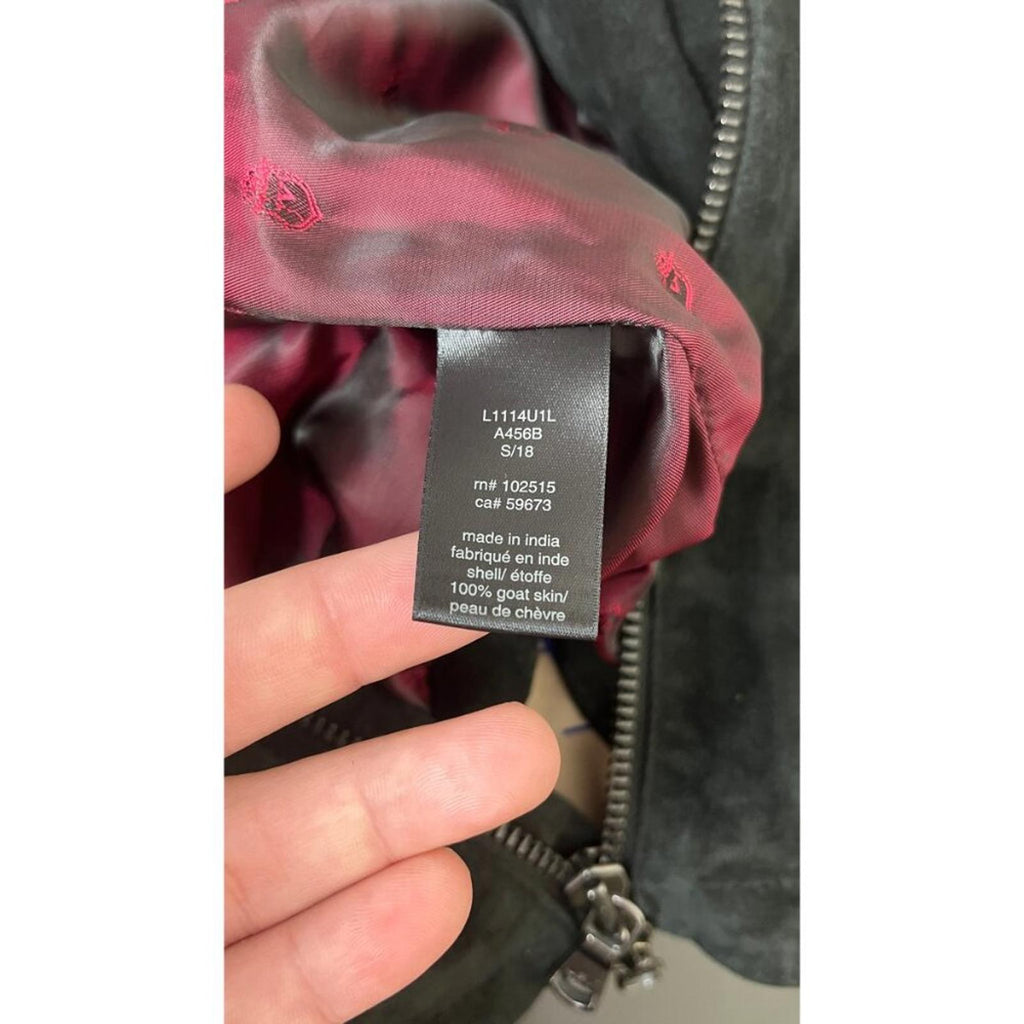 L1114U1L
A456B
S/18
rn# 102515
ca# 59673
made in india
fabriqué en inde
shell/ étoffe
100% goat skin/
peau de chèvre